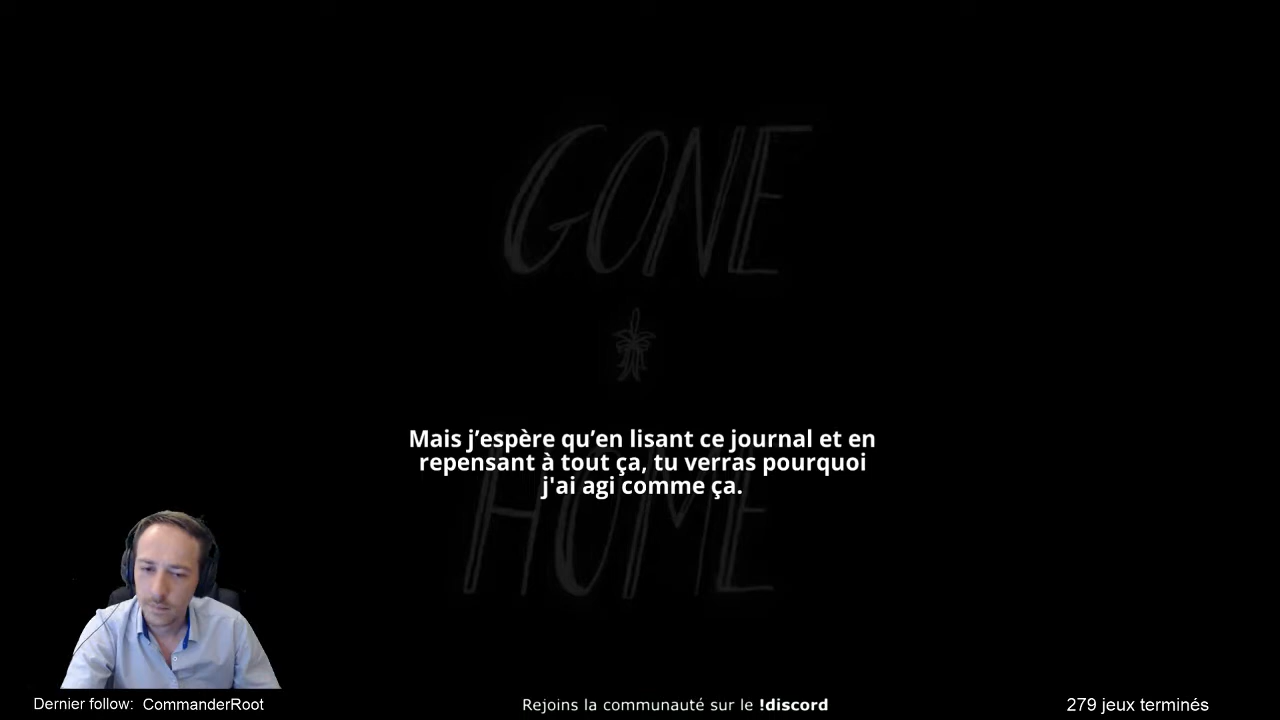 GONE
Mais j’espère qu’en lisant ce journal et en
repensant à tout ça, tu verras pourquoi
j'ai agi comme ça.
HOME
Dernier follow: CommanderRoot
Rejoins la communauté sur le !discord
279 jeux terminés